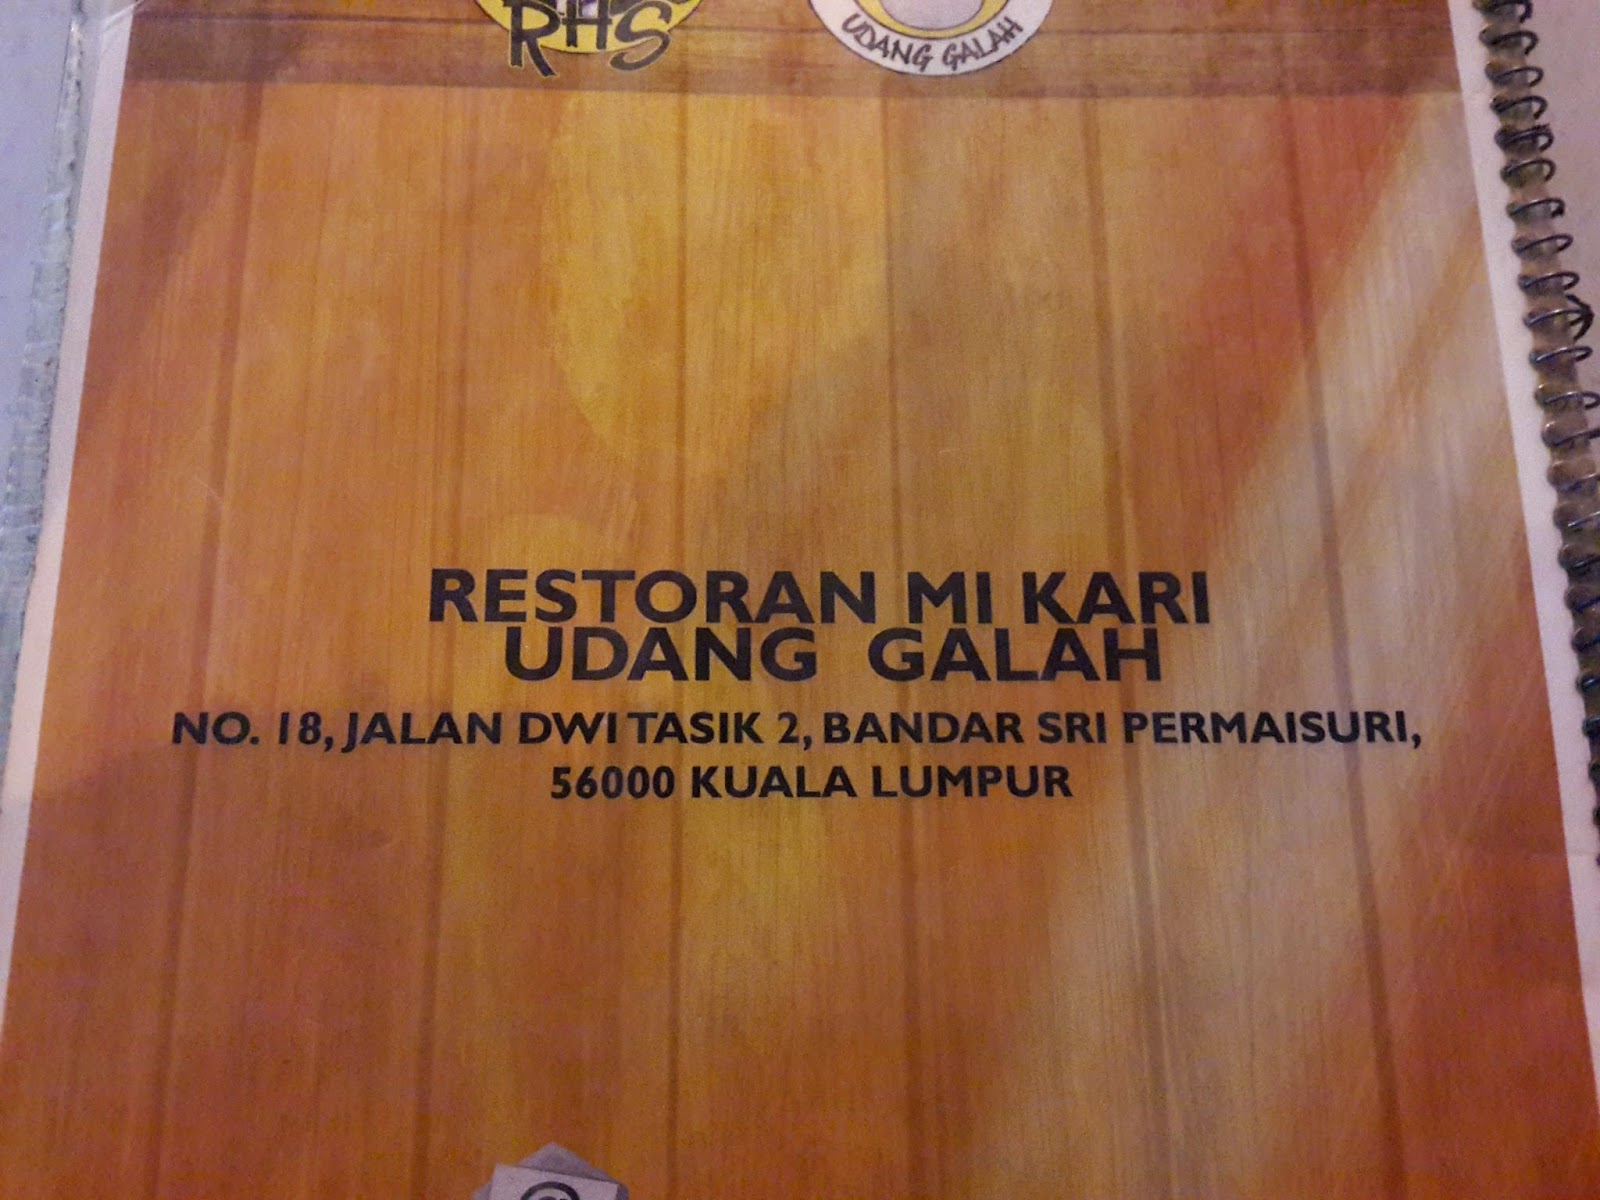 RHS
UDANG GALAH
RESTORAN MI KARI
UDANG GALAH
NO. 18, JALAN DWI TASIK 2, BANDAR SRI PERMAISURI,
56000 KUALA LUMPUR